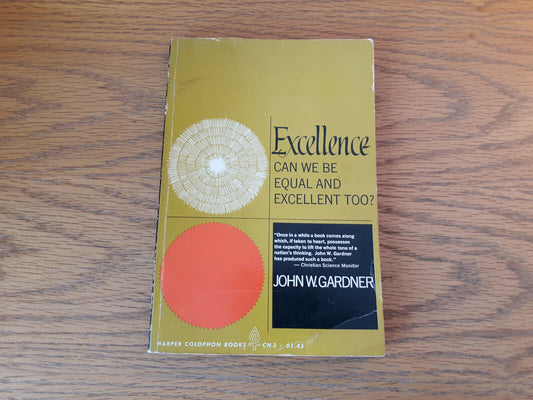 Excellence
CAN WE BE
EQUAL AND
EXCELLENT TOO?
"Once in a while a book comes along
which, if taken to heart, possesses
the capacity to lift the whole tone of a
nation's thinking. John W. Gardner
has produced such a book."
— Christian Science Monitor
JOHN W. GARDNER
HARPER COLOPHON BOOKS CN 3 / $1.45